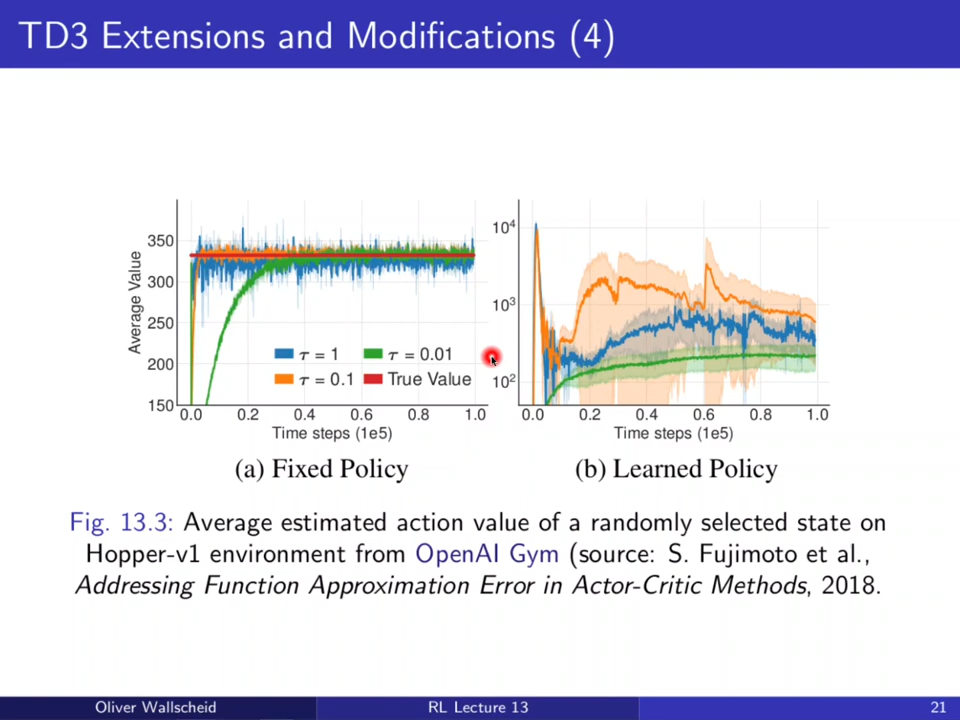 TD3 Extensions and Modifications (4)
Average Value
350
300
250
200
150
τ = 1
τ = 0.01
τ = 0.1
True Value
0.0 0.2 0.4 0.6 0.8 1.0
Time steps (1e5)
(a) Fixed Policy
10⁴
10³
10²
0.0 0.2 0.4 0.6 0.8 1.0
Time steps (1e5)
(b) Learned Policy
Fig. 13.3: Average estimated action value of a randomly selected state on
Hopper-v1 environment from OpenAI Gym (source: S. Fujimoto et al.,
Addressing Function Approximation Error in Actor-Critic Methods, 2018.
Oliver Wallscheid
RL Lecture 13
21